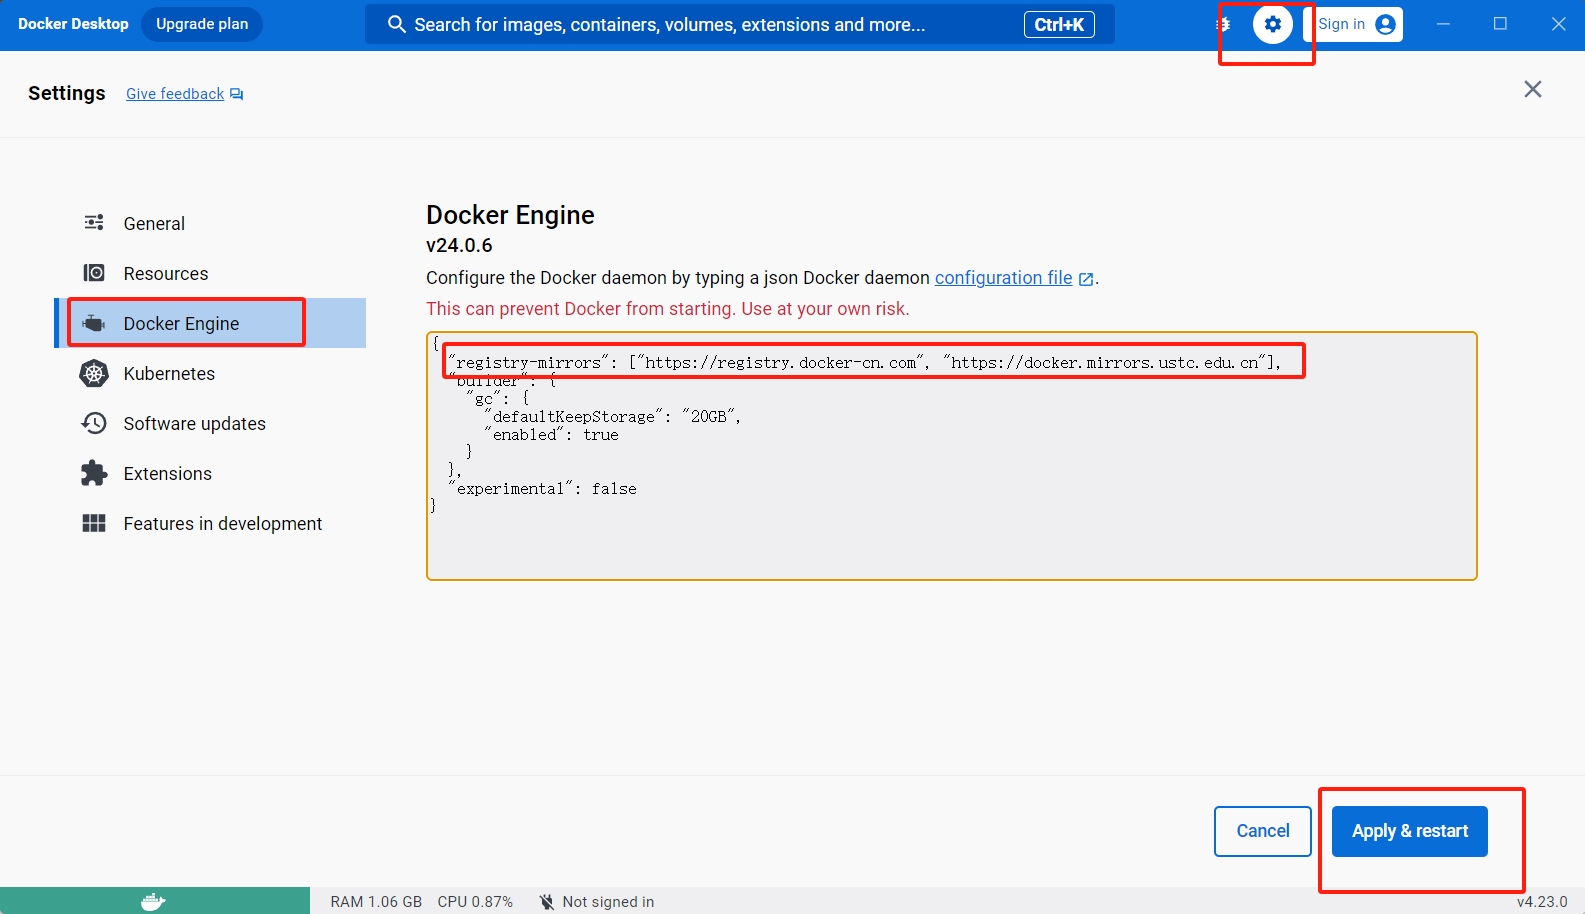 Docker Desktop Upgrade plan Search for images, containers, volumes, extensions and more... Ctrl+K Sign in
Settings Give feedback
General
Resources
Docker Engine
Kubernetes
Software updates
Extensions
Features in development
Docker Engine
v24.0.6
Configure the Docker daemon by typing a json Docker daemon configuration file .
This can prevent Docker from starting. Use at your own risk.
{
"registry-mirrors": ["https://registry.docker-cn.com", "https://docker.mirrors.ustc.edu.cn"],
"builder": {
"gc": {
"defaultKeepStorage": "20GB",
"enabled": true
}
},
"experimental": false
}
Cancel Apply & restart
RAM 1.06 GB CPU 0.87% Not signed in v4.23.0